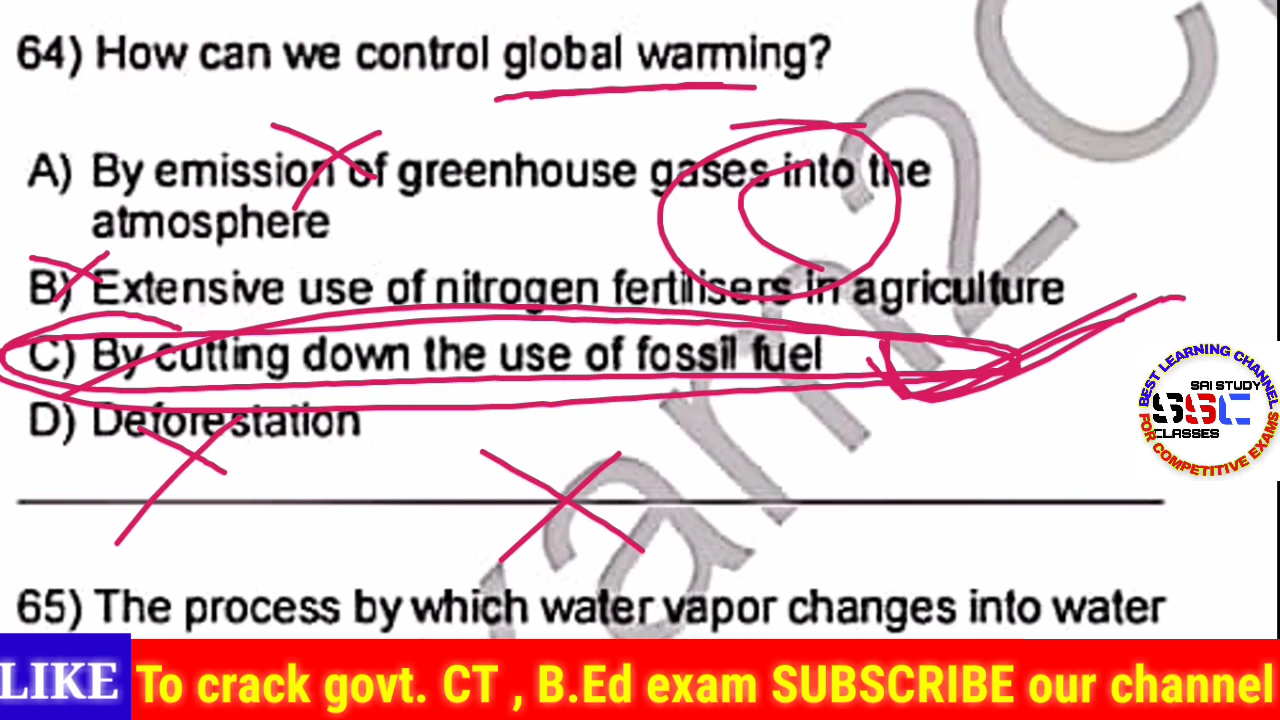 64) How can we control global warming?
A) By emission of greenhouse gases into the
atmosphere
B) Extensive use of nitrogen fertilisers in agriculture
C) By cutting down the use of fossil fuel
D) Deforestation
BEST LEARNING CHANNEL
SAI STUDY
SSC
CLASSES
FOR COMPETITIVE EXAMS
65) The process by which water vapor changes into water
LIKE To crack govt. CT , B.Ed exam SUBSCRIBE our channel